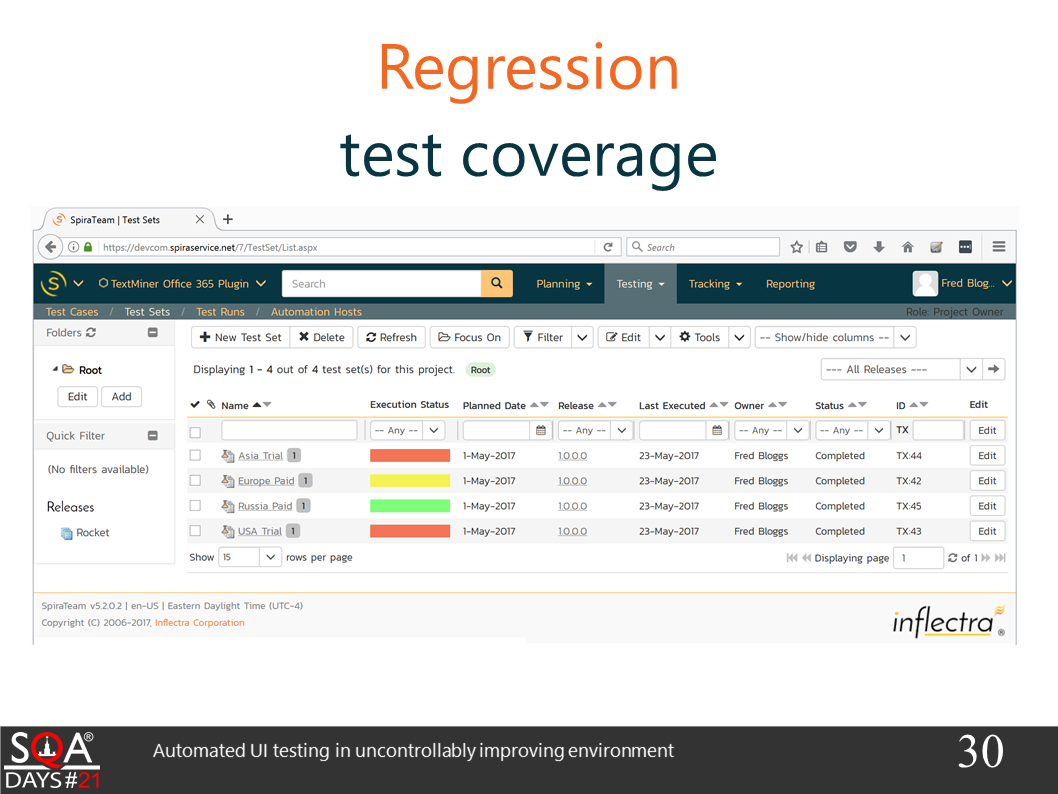 Regression
test coverage
SpiraTeam | Test Sets
https://devcom.spiraservice.net/7/TestSet/List.aspx
Search
TextMiner Office 365 Plugin
Search
Planning
Testing
Tracking
Reporting
Fred Blog...
Test Cases / Test Sets / Test Runs / Automation Hosts
Role: Project Owner
Folders
Root
Edit Add
Quick Filter
(No filters available)
Releases
Rocket
New Test Set Delete Refresh Focus On Filter Edit Tools -- Show/hide columns --
Displaying 1 - 4 out of 4 test set(s) for this project. Root
--- All Releases ---
Name Execution Status Planned Date Release Last Executed Owner Status ID Edit
-- Any -- -- Any -- -- Any -- -- Any -- TX Edit
Asia Trial 1 1-May-2017 1.0.0.0 23-May-2017 Fred Bloggs Completed TX:44 Edit
Europe Paid 1 1-May-2017 1.0.0.0 23-May-2017 Fred Bloggs Completed TX:42 Edit
Russia Paid 1 1-May-2017 1.0.0.0 23-May-2017 Fred Bloggs Completed TX:45 Edit
USA Trial 1 1-May-2017 1.0.0.0 23-May-2017 Fred Bloggs Completed TX:43 Edit
Show 15 rows per page
Displaying page 1 of 1
SpiraTeam v5.2.0.2 | en-US | Eastern Daylight Time (UTC-4)
Copyright (C) 2006-2017, Inflectra Corporation
inflectra®
SQA®
DAYS#21
Automated UI testing in uncontrollably improving environment
30